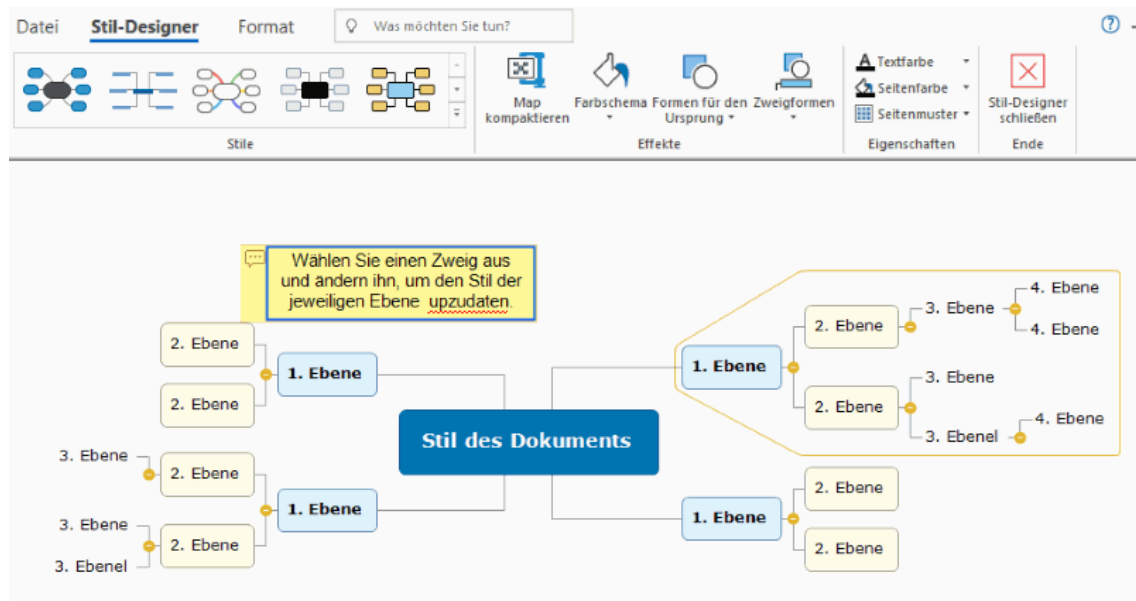 Datei Stil-Designer Format Was möchten Sie tun?
Map kompaktieren
Farbschema
Formen für den Ursprung
Zweigformen
Textfarbe
Seitenfarbe
Seitenmuster
Stil-Designer schließen
Stile Effekte Eigenschaften Ende
Wählen Sie einen Zweig aus
und ändern ihn, um den Stil der
jeweiligen Ebene upzudaten.
2. Ebene
2. Ebene
1. Ebene
3. Ebene
2. Ebene
3. Ebene
3. Ebenel
2. Ebene
1. Ebene
Stil des Dokuments
1. Ebene
2. Ebene
3. Ebene
4. Ebene
4. Ebene
2. Ebene
3. Ebene
3. Ebenel
4. Ebene
1. Ebene
2. Ebene
2. Ebene